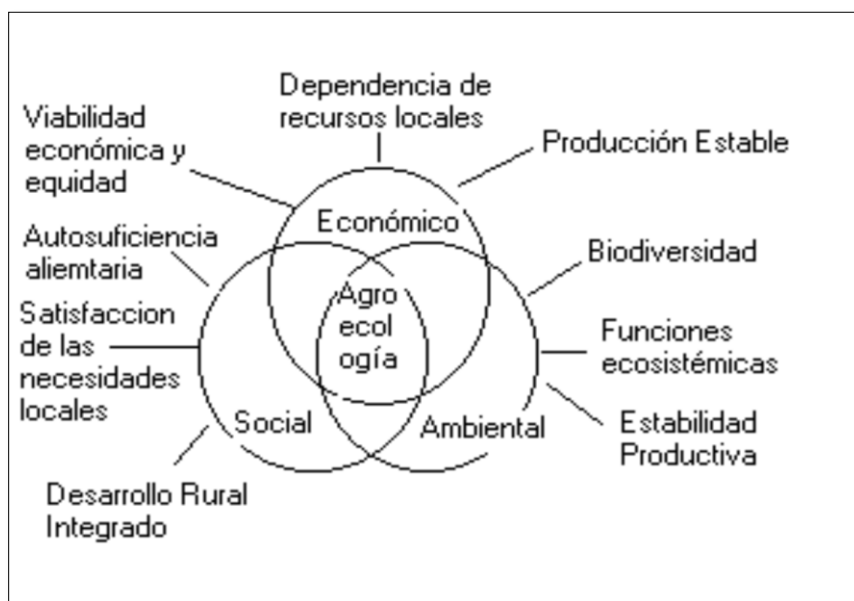 Dependencia de
recursos locales
Viabilidad
económica y
equidad
Producción Estable
Económico
Autosuficiencia
aliemtaria
Biodiversidad
Agro
ecol
ogía
Satisfaccion
de las
necesidades
locales
Funciones
ecosistémicas
Social
Ambiental
Estabilidad
Productiva
Desarrollo Rural
Integrado